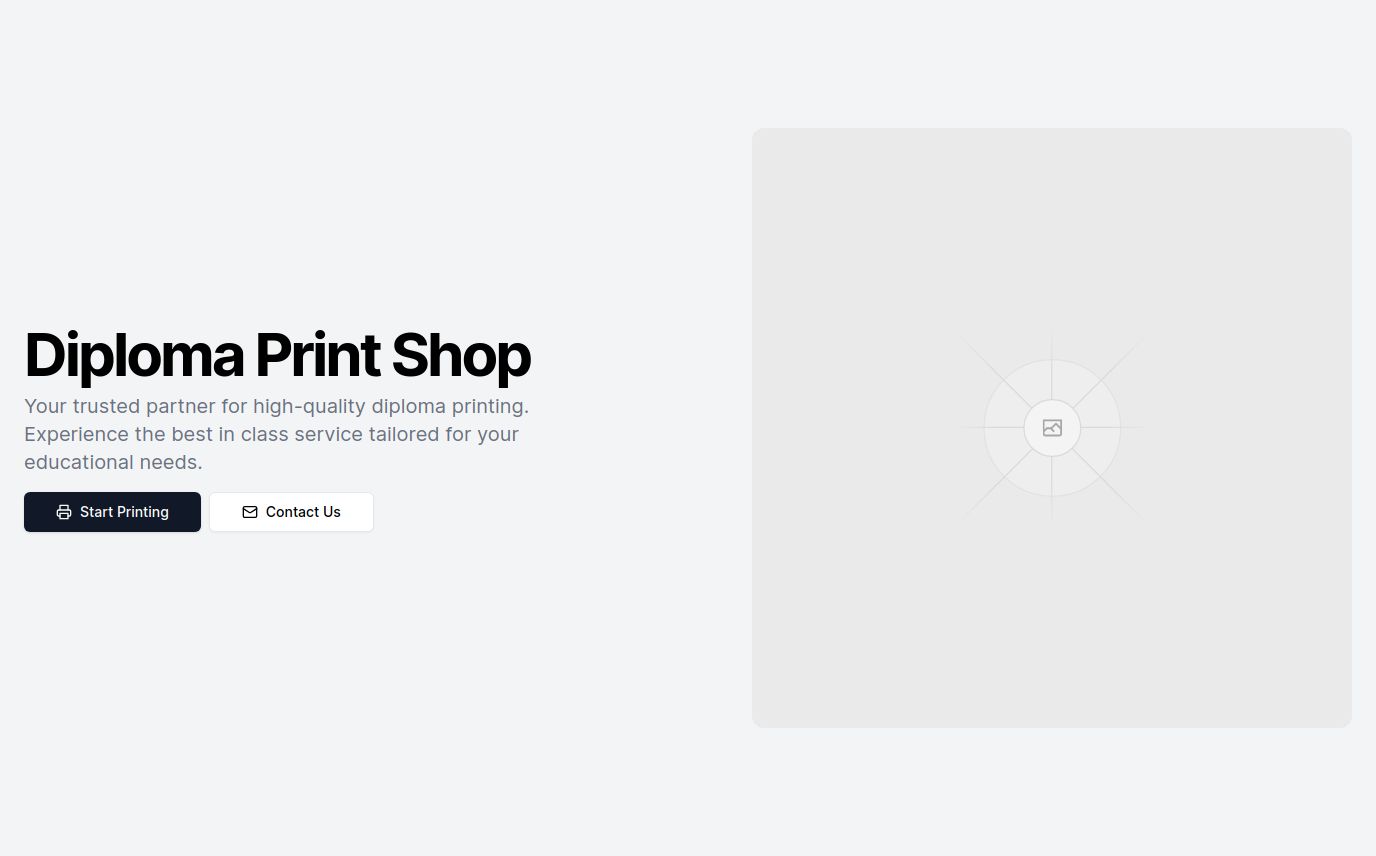 Diploma Print Shop
Your trusted partner for high-quality diploma printing.
Experience the best in class service tailored for your
educational needs.
Start Printing
Contact Us